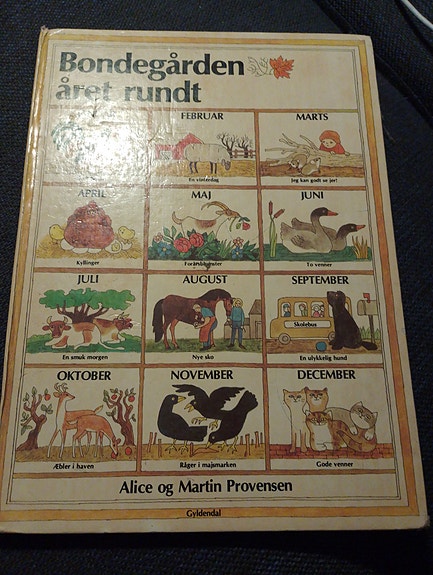 Bondegården
året rundt
FEBRUAR
MARTS
En vinterdag
Jeg kan godt se jer!
APRIL
MAJ
JUNI
Kyllinger
Forårsblomster
To venner
JULI
AUGUST
SEPTEMBER
Skolebus
En smuk morgen
Nye sko
En ulykkelig hund
OKTOBER
NOVEMBER
DECEMBER
Æbler i haven
Råger i majsmarken
Gode venner
Alice og Martin Provensen
Gyldendal